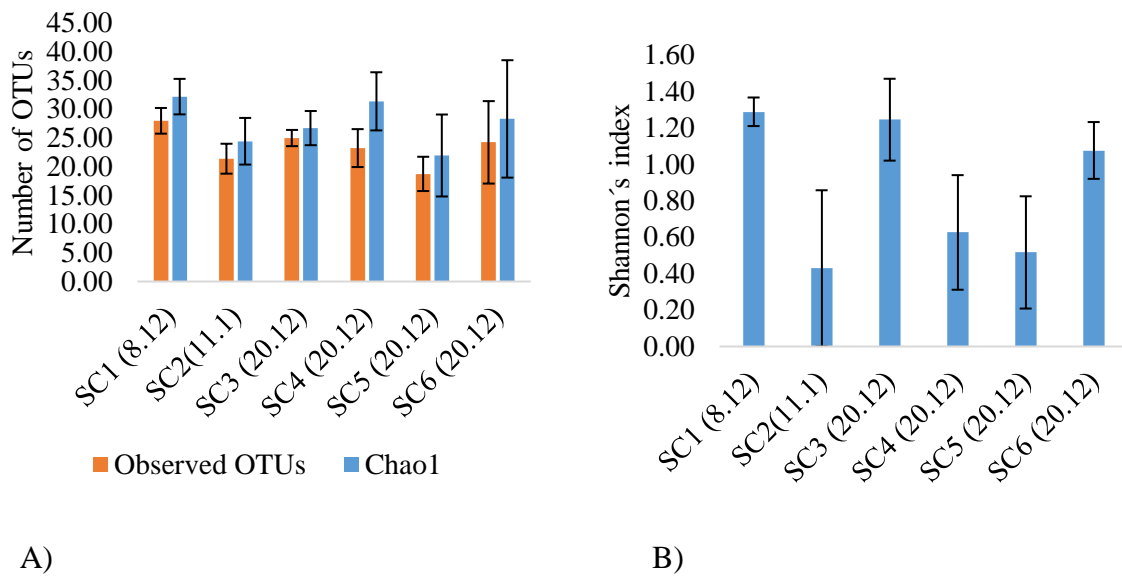 Number of OTUs
45.00
40.00
35.00
30.00
25.00
20.00
15.00
10.00
5.00
0.00
SC1 (8.12)
SC2(11.1)
SC3 (20.12)
SC4 (20.12)
SC5 (20.12)
SC6 (20.12)
Observed OTUs
Chao1
A)
Shannon´s index
1.60
1.40
1.20
1.00
0.80
0.60
0.40
0.20
0.00
SC1 (8.12)
SC2(11.1)
SC3 (20.12)
SC4 (20.12)
SC5 (20.12)
SC6 (20.12)
B)